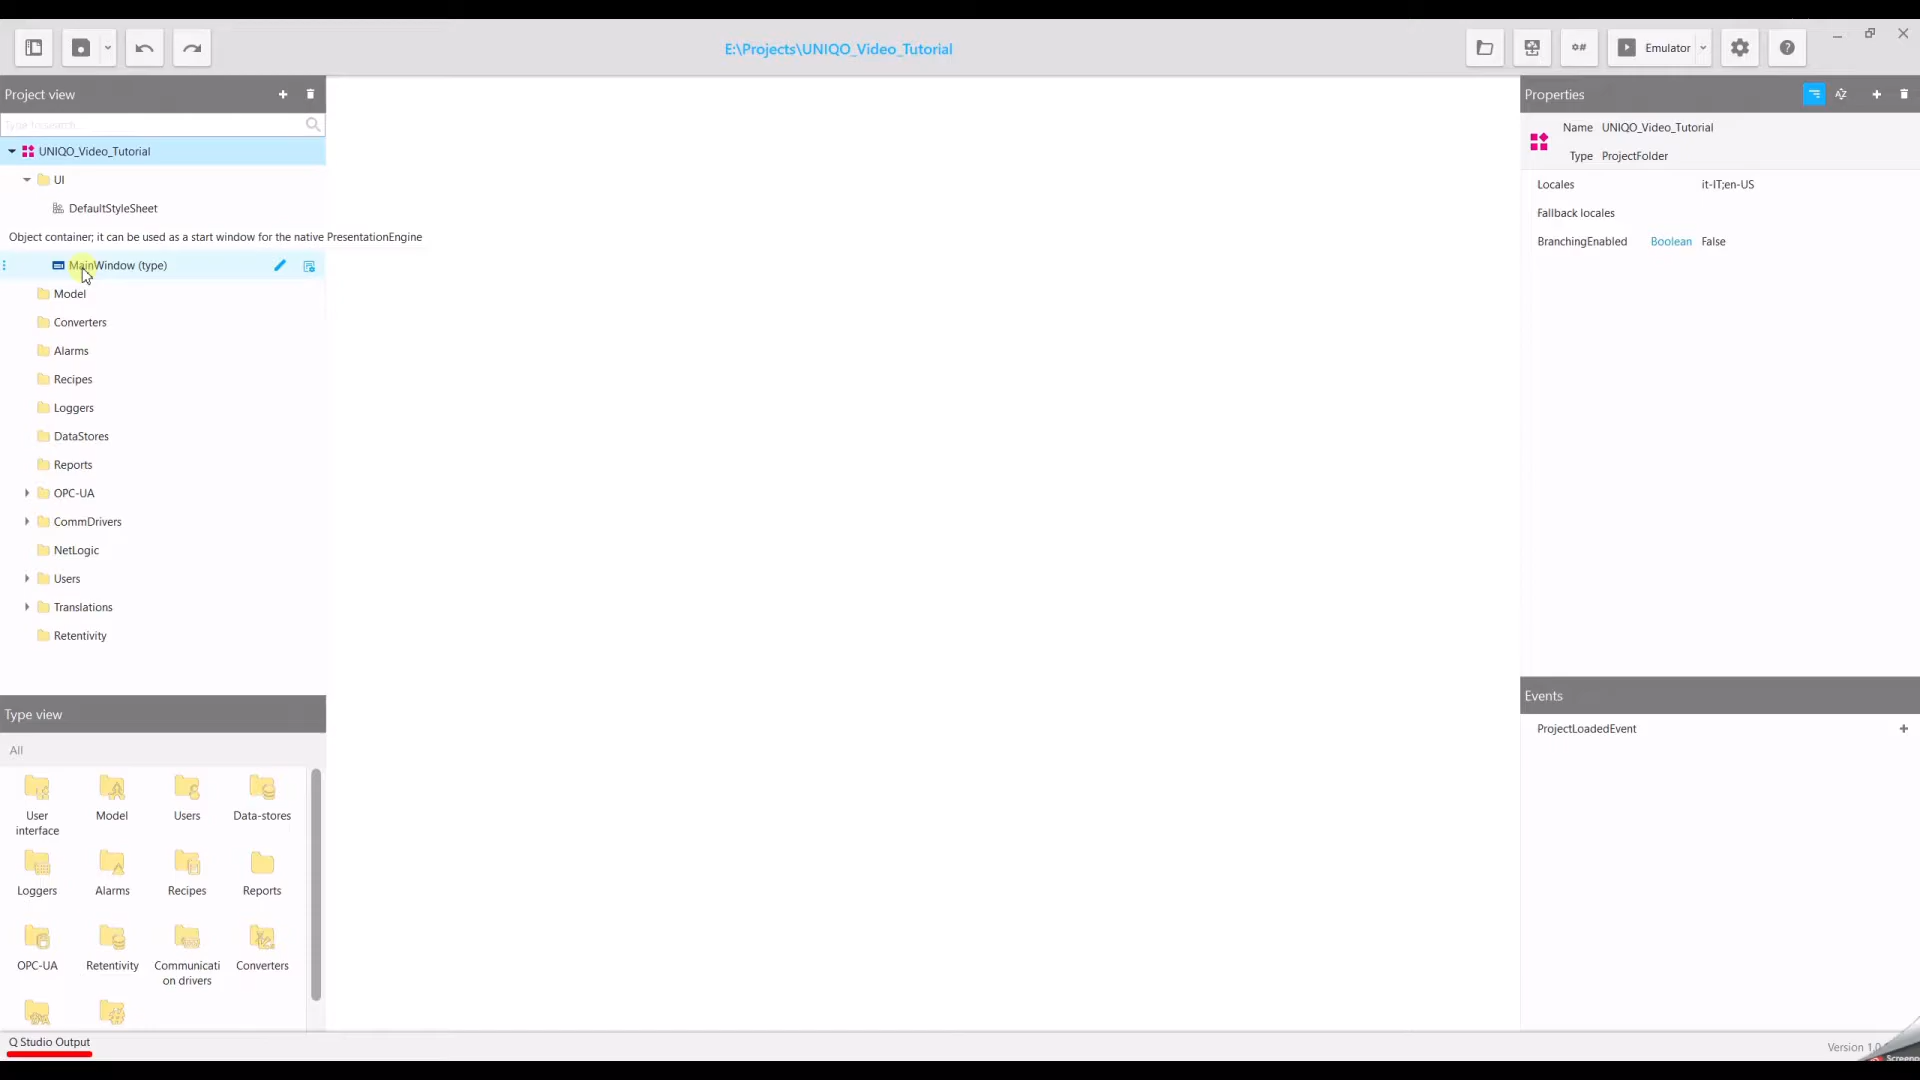 E:\Projects\UNIQO_Video_Tutorial
Emulator
Project view
Type to search...
UNIQO_Video_Tutorial
UI
DefaultStyleSheet
Object container; it can be used as a start window for the native PresentationEngine
MainWindow (type)
Model
Converters
Alarms
Recipes
Loggers
DataStores
Reports
OPC-UA
CommDrivers
NetLogic
Users
Translations
Retentivity
Type view
All
User
interface
Model
Users
Data-stores
Loggers
Alarms
Recipes
Reports
OPC-UA
Retentivity
Communicati
on drivers
Converters
Q Studio Output
Properties
Name UNIQO_Video_Tutorial
Type ProjectFolder
Locales it-IT;en-US
Fallback locales
BranchingEnabled Boolean False
Events
ProjectLoadedEvent
Version